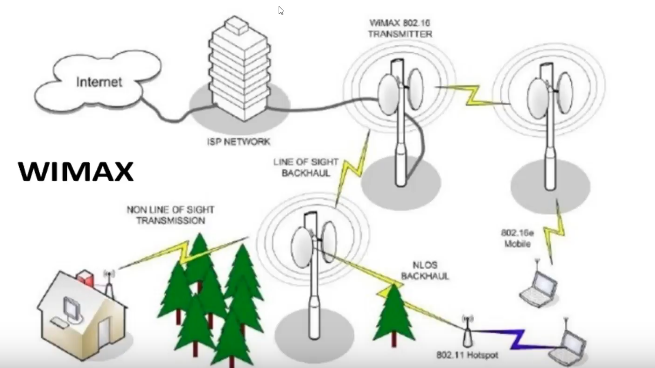 WIMAX 802.16
TRANSMITTER
Internet
ISP NETWORK
LINE OF SIGHT
BACKHAUL
WIMAX
NON LINE OF SIGHT
TRANSMISSION
802.16e
Mobile
NLOS
BACKHAUL
802.11 Hotspot